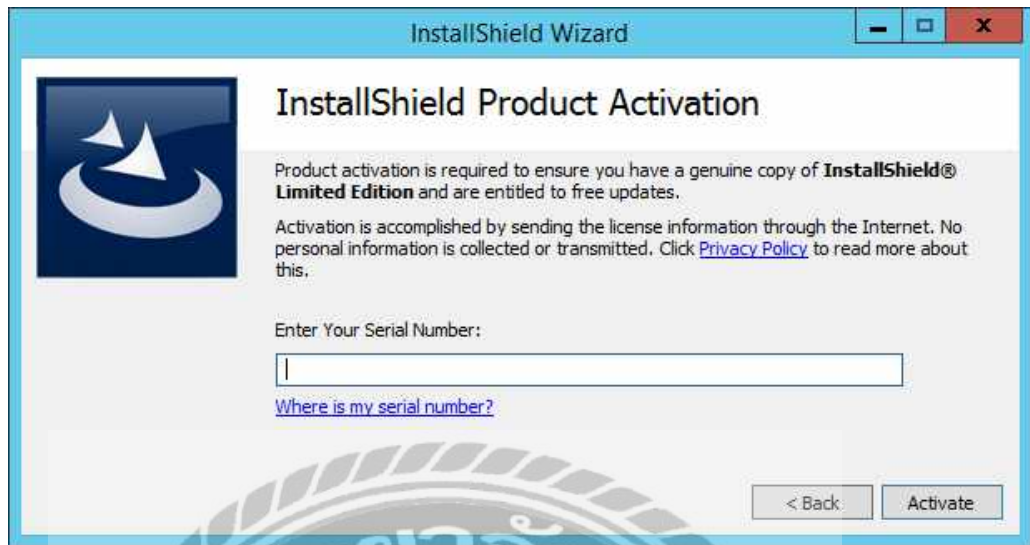 InstallShield Wizard
InstallShield Product Activation
Product activation is required to ensure you have a genuine copy of InstallShield®
Limited Edition and are entitled to free updates.
Activation is accomplished by sending the license information through the Internet. No
personal information is collected or transmitted. Click Privacy Policy to read more about
this.
Enter Your Serial Number:
Where is my serial number?
< Back
Activate